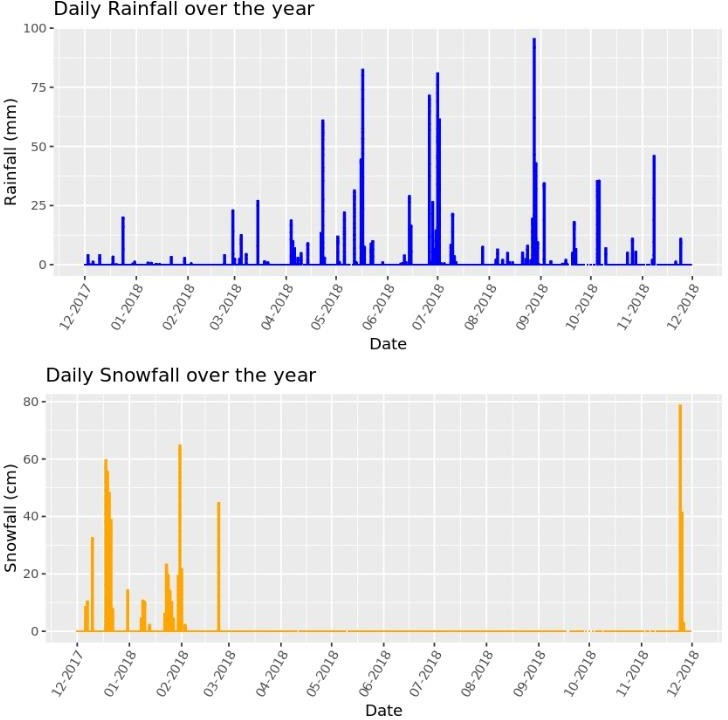 Daily Rainfall over the year
100
75
50
25
0
Rainfall (mm)
12-2017 01-2018 02-2018 03-2018 04-2018 05-2018 06-2018 07-2018 08-2018 09-2018 10-2018 11-2018 12-2018
Date
Daily Snowfall over the year
80
60
40
20
0
Snowfall (cm)
12-2017 01-2018 02-2018 03-2018 04-2018 05-2018 06-2018 07-2018 08-2018 09-2018 10-2018 11-2018 12-2018
Date